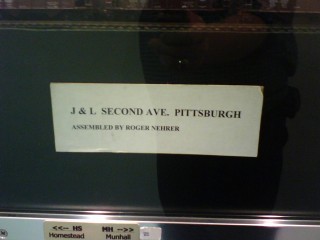 J & L SECOND AVE. PITTSBURGH
ASSEMBLED BY ROGER NEHRER
<<-- HS MH -->>
Homestead Munhall